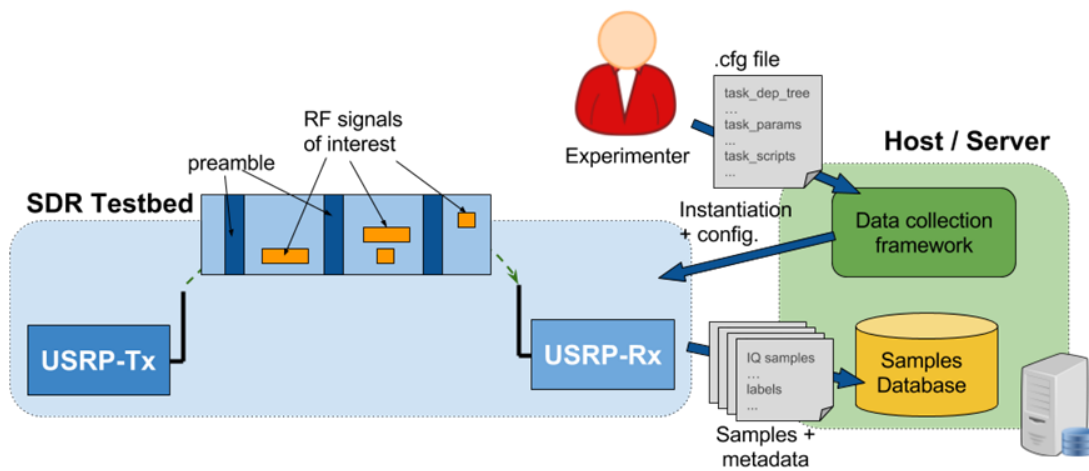 .cfg file
task_dep_tree
...
task_params
...
task_scripts
...
Experimenter
Host / Server
RF signals
of interest
preamble
SDR Testbed
Instantiation
+ config.
Data collection
framework
USRP-Tx
USRP-Rx
IQ samples
...
labels
...
Samples
Database
Samples +
metadata